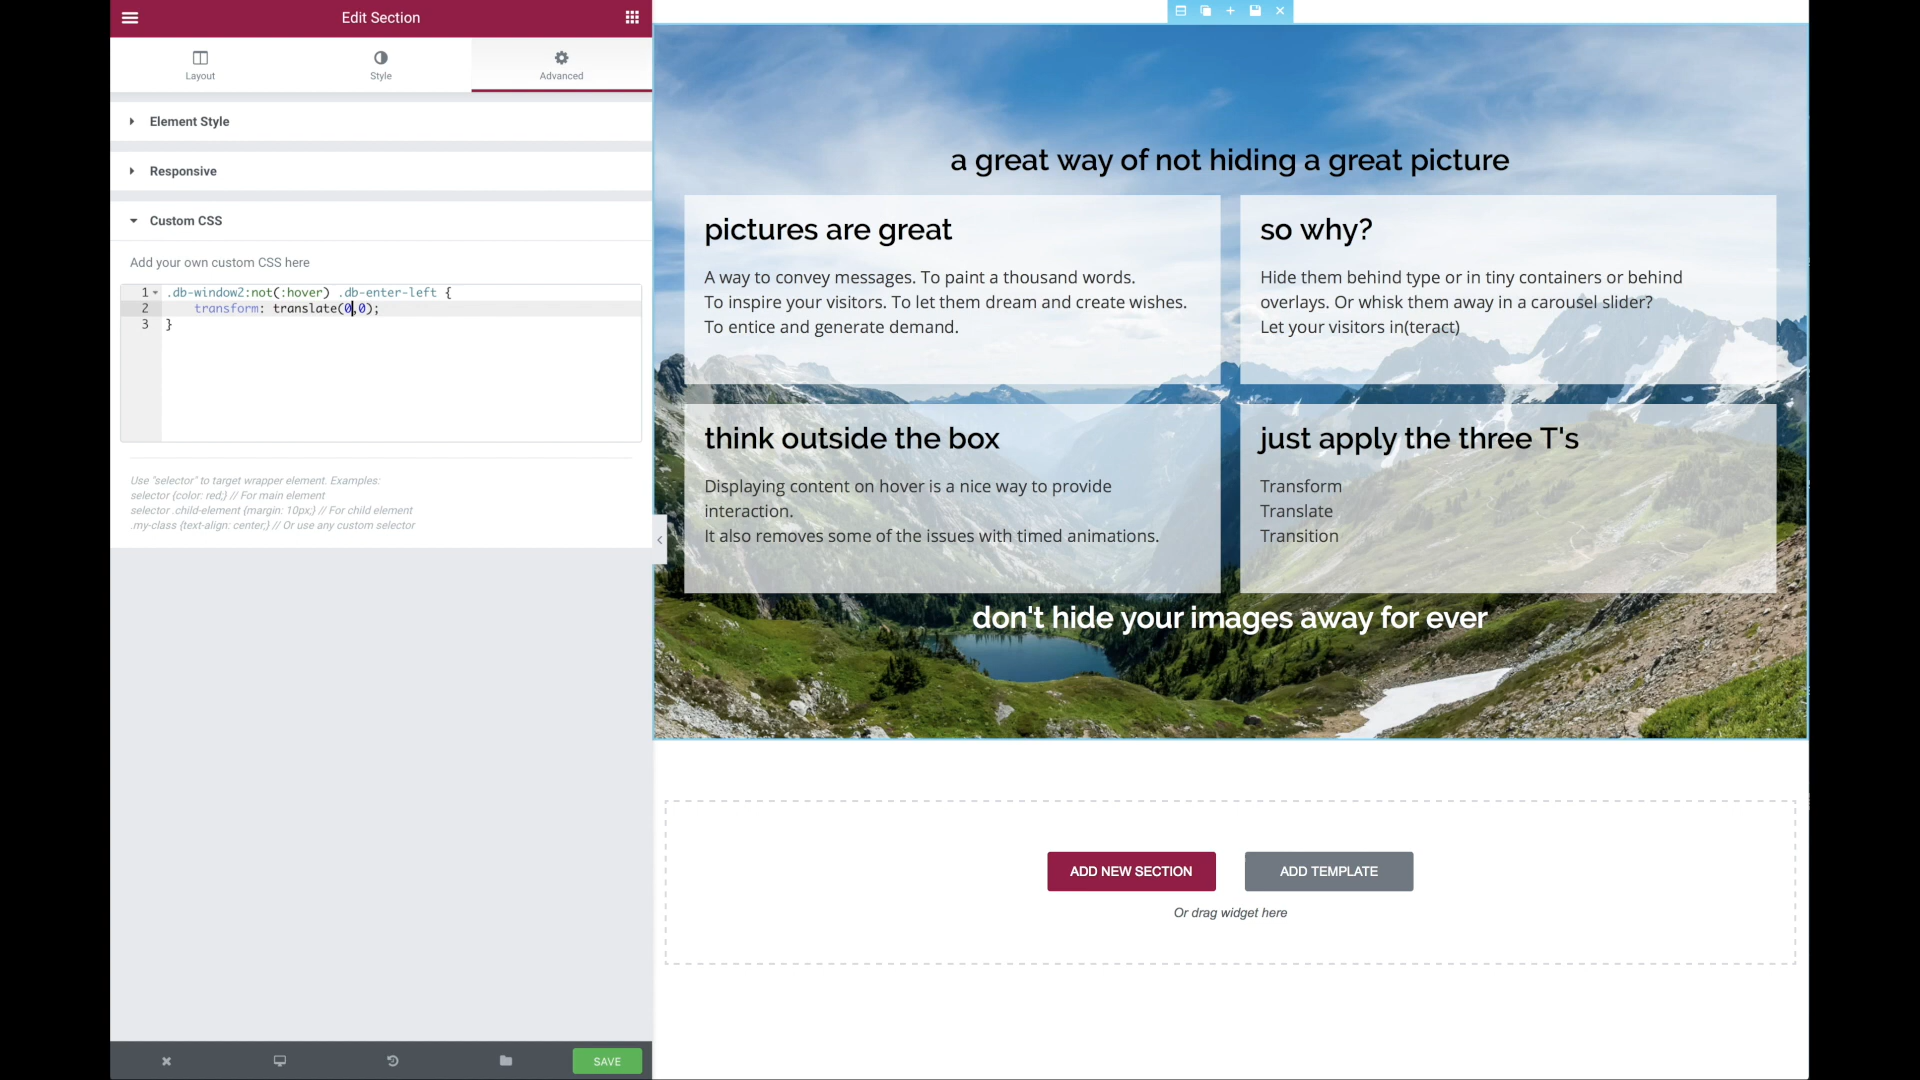 Edit Section
Layout
Style
Advanced
Element Style
Responsive
Custom CSS
Add your own custom CSS here
1 .db-window2:not(:hover) .db-enter-left {
2 transform: translate(0,0);
3 }
Use "selector" to target wrapper element. Examples:
selector {color: red;} // For main element
selector .child-element {margin: 10px;} // For child element
.my-class {text-align: center;} // Or use any custom selector
SAVE
a great way of not hiding a great picture
pictures are great
A way to convey messages. To paint a thousand words.
To inspire your visitors. To let them dream and create wishes.
To entice and generate demand.
so why?
Hide them behind type or in tiny containers or behind
overlays. Or whisk them away in a carousel slider?
Let your visitors in(teract)
think outside the box
Displaying content on hover is a nice way to provide
interaction.
It also removes some of the issues with timed animations.
just apply the three T's
Transform
Translate
Transition
don't hide your images away for ever
ADD NEW SECTION
ADD TEMPLATE
Or drag widget here